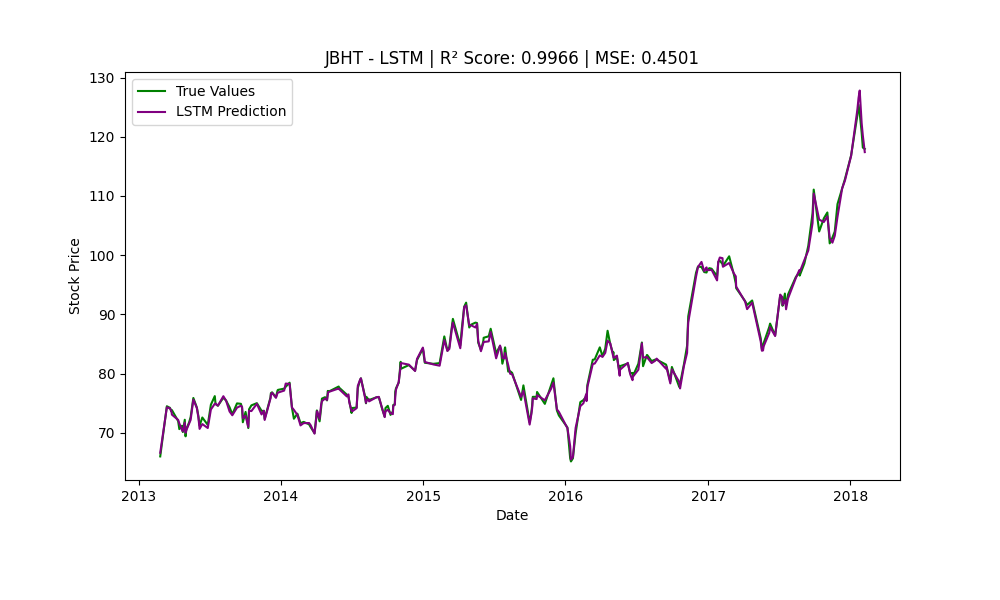 JBHT - LSTM | R² Score: 0.9966 | MSE: 0.4501
True Values
LSTM Prediction
Stock Price
130
120
110
100
90
80
70
2013 2014 2015 2016 2017 2018
Date